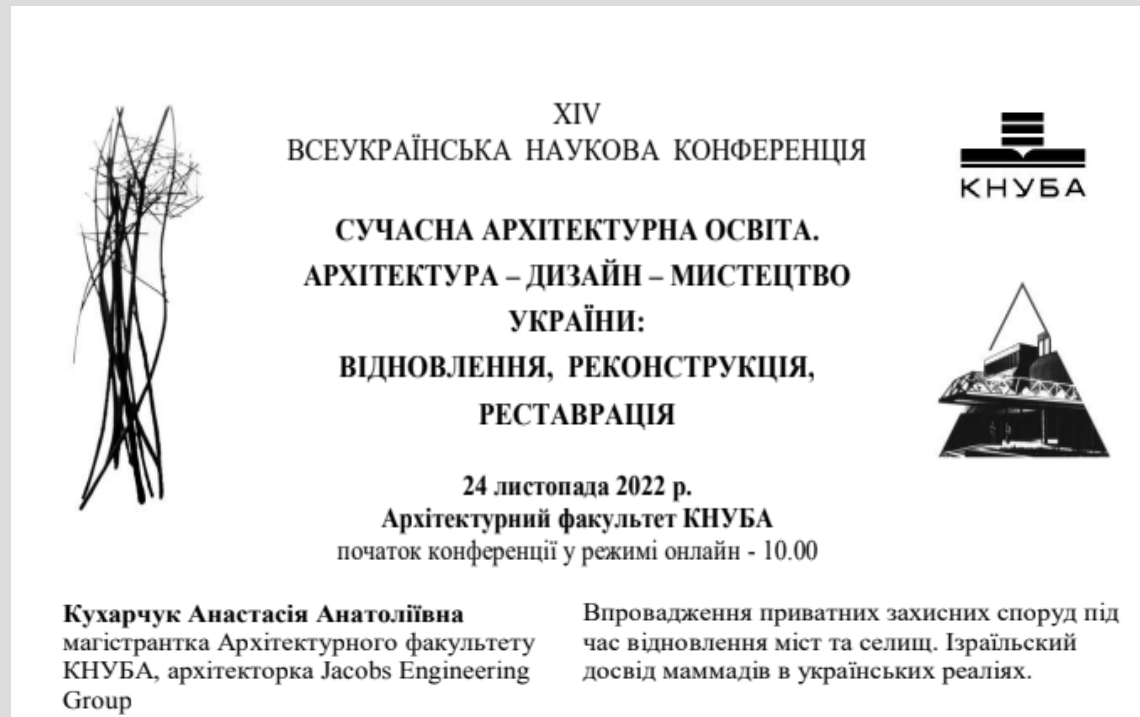 XIV
ВСЕУКРАЇНСЬКА НАУКОВА КОНФЕРЕНЦІЯ
КНУБА
СУЧАСНА АРХІТЕКТУРНА ОСВІТА.
АРХІТЕКТУРА – ДИЗАЙН – МИСТЕЦТВО
УКРАЇНИ:
ВІДНОВЛЕННЯ, РЕКОНСТРУКЦІЯ,
РЕСТАВРАЦІЯ
24 листопада 2022 р.
Архітектурний факультет КНУБА
початок конференції у режимі онлайн - 10.00
Кухарчук Анастасія Анатоліївна
магістрантка Архітектурного факультету
КНУБА, архітекторка Jacobs Engineering
Group
Впровадження приватних захисних споруд під
час відновлення міст та селищ. Ізраїльский
досвід маммадів в українських реаліях.